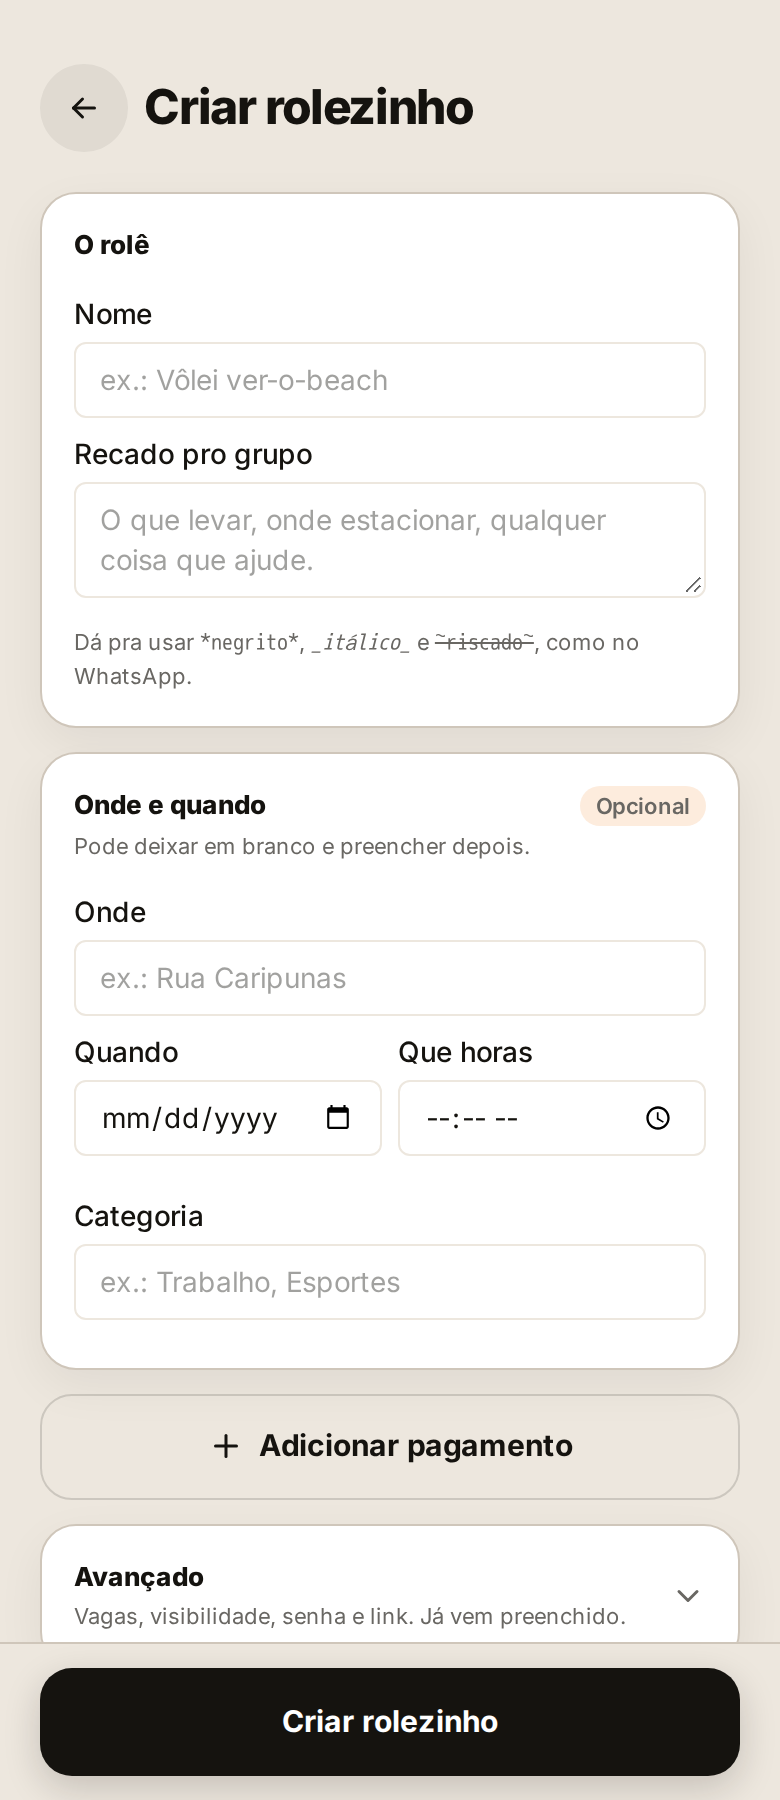 Criar rolezinho
O rolê
Nome
ex.: Vôlei ver-o-beach
Recado pro grupo
O que levar, onde estacionar, qualquer
coisa que ajude.
Dá pra usar *negrito*, _itálico_ e ~riscado~, como no
WhatsApp.
Onde e quando
Opcional
Pode deixar em branco e preencher depois.
Onde
ex.: Rua Caripunas
Quando
Que horas
mm/dd/yyyy
--:-- --
Categoria
ex.: Trabalho, Esportes
Adicionar pagamento
Avançado
Vagas, visibilidade, senha e link. Já vem preenchido.
Criar rolezinho